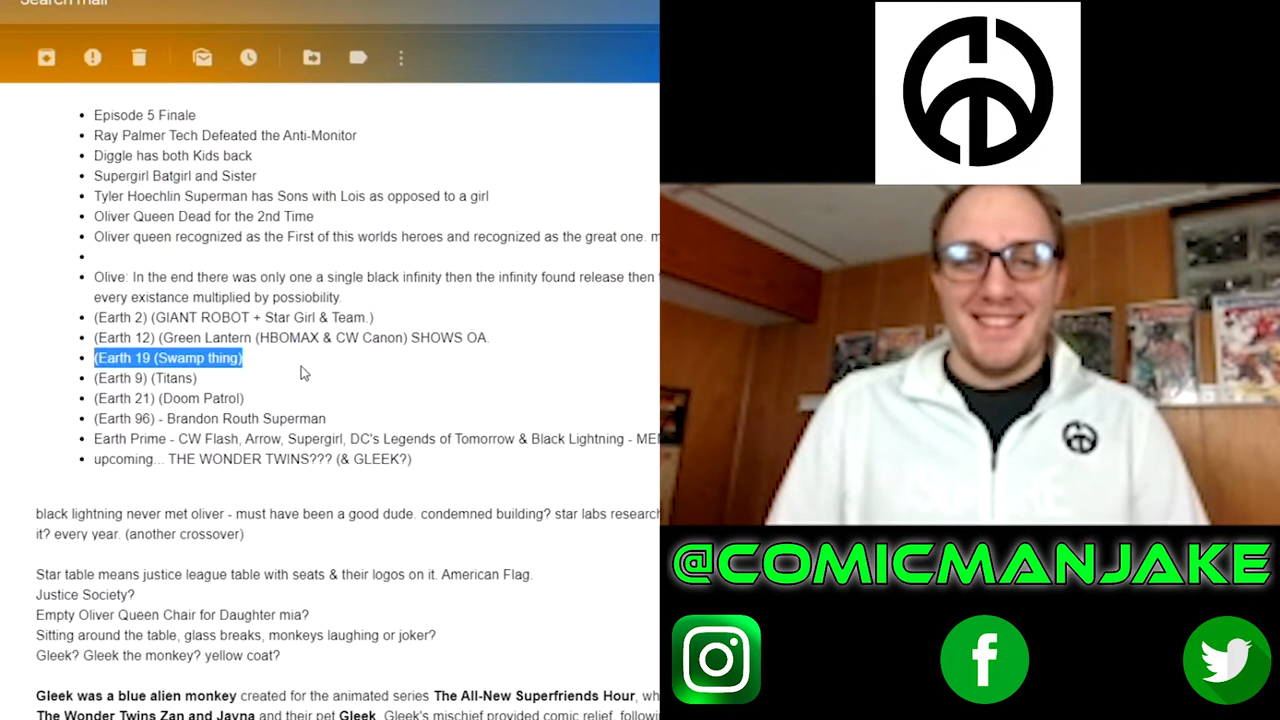 Search mail
Episode 5 Finale
Ray Palmer Tech Defeated the Anti-Monitor
Diggle has both Kids back
Supergirl Batgirl and Sister
Tyler Hoechlin Superman has Sons with Lois as opposed to a girl
Oliver Queen Dead for the 2nd Time
Oliver queen recognized as the First of this worlds heroes and recognized as the great one. m
Olive: In the end there was only one a single black infinity then the infinity found release then
every existance multiplied by possiobility.
(Earth 2) (GIANT ROBOT + Star Girl & Team.)
(Earth 12) (Green Lantern (HBOMAX & CW Canon) SHOWS OA.
(Earth 19 (Swamp thing)
(Earth 9) (Titans)
(Earth 21) (Doom Patrol)
(Earth 96) - Brandon Routh Superman
Earth Prime - CW Flash, Arrow, Supergirl, DC's Legends of Tomorrow & Black Lightning - MEI
upcoming... THE WONDER TWINS??? (& GLEEK?)
black lightning never met oliver - must have been a good dude. condemned building? star labs research
it? every year. (another crossover)
Star table means justice league table with seats & their logos on it. American Flag.
Justice Society?
Empty Oliver Queen Chair for Daughter mia?
Sitting around the table, glass breaks, monkeys laughing or joker?
Gleek? Gleek the monkey? yellow coat?
Gleek was a blue alien monkey created for the animated series The All-New Superfriends Hour, wh
The Wonder Twins Zan and Jayna and their pet Gleek. Gleek's mischief provided comic relief, followi
@COMICMANJAKE